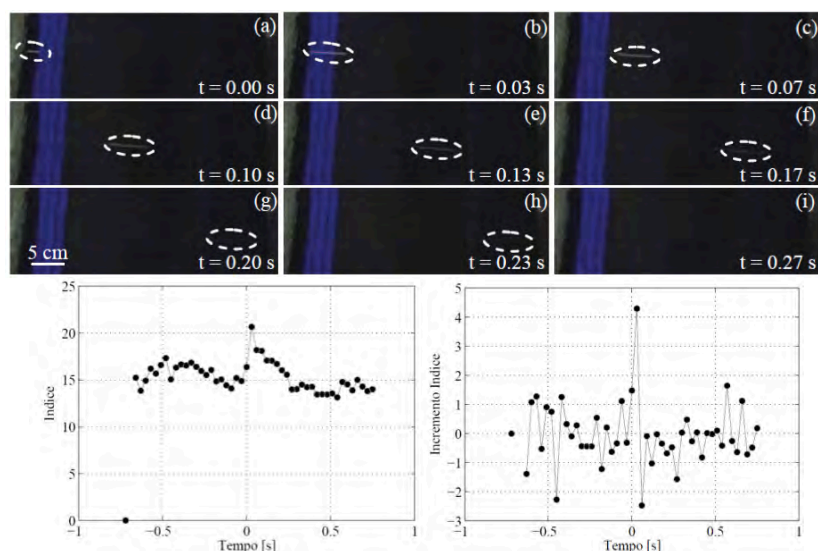 (a) (b) (c)
t = 0.00 s t = 0.03 s t = 0.07 s
(d) (e) (f)
t = 0.10 s t = 0.13 s t = 0.17 s
(g) (h) (i)
5 cm
t = 0.20 s t = 0.23 s t = 0.27 s
25
20
15
10
5
0
−1 −0.5 0 0.5 1
Indice
Tempo [s]
5
4
3
2
1
0
−1
−2
−3
−1 −0.5 0 0.5 1
Incremento Indice
Tempo [s]